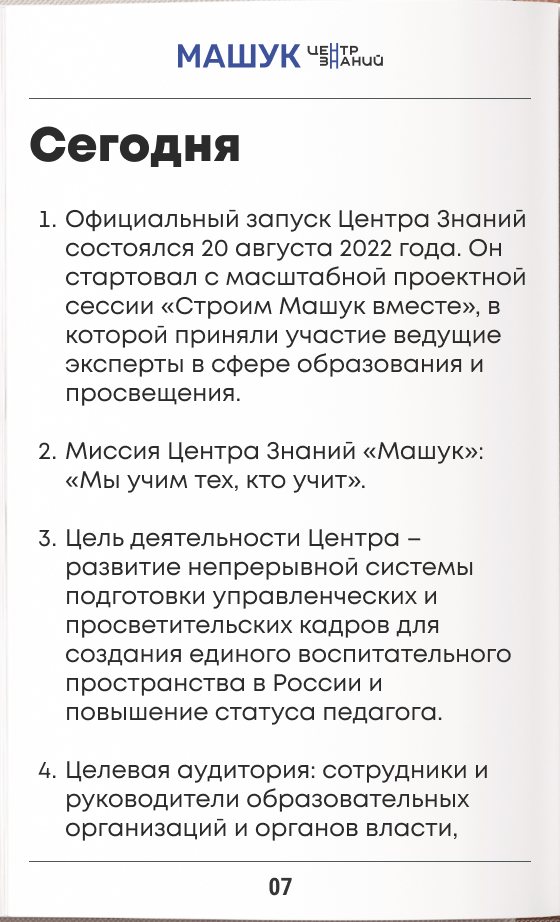 МАШУК ЦЕНТР
ЗНАНИЙ
Сегодня
1. Официальный запуск Центра Знаний
состоялся 20 августа 2022 года. Он
стартовал с масштабной проектной
сессии «Строим Машук вместе», в
которой приняли участие ведущие
эксперты в сфере образования и
просвещения.
2. Миссия Центра Знаний «Машук»:
«Мы учим тех, кто учит».
3. Цель деятельности Центра –
развитие непрерывной системы
подготовки управленческих и
просветительских кадров для
создания единого воспитательного
пространства в России и
повышение статуса педагога.
4. Целевая аудитория: сотрудники и
руководители образовательных
организаций и органов власти,
07